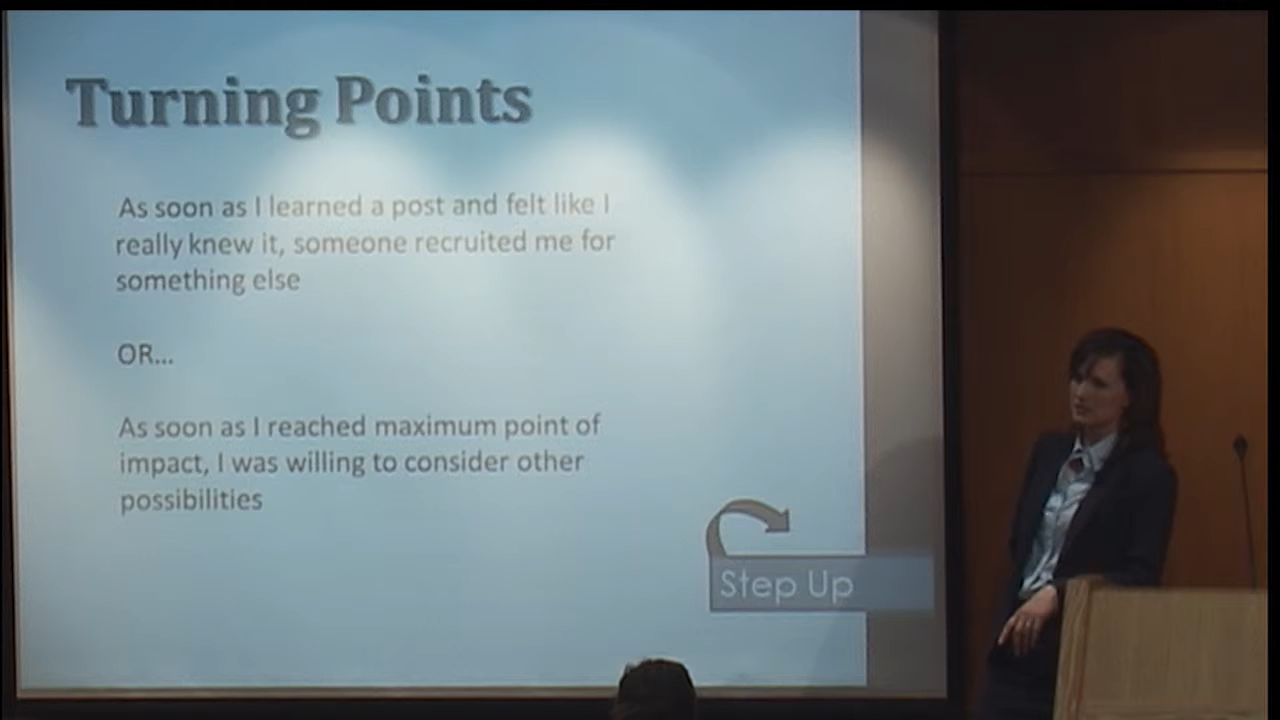 Turning Points
As soon as I learned a post and felt like I
really knew it, someone recruited me for
something else
OR...
As soon as I reached maximum point of
impact, I was willing to consider other
possibilities
Step Up